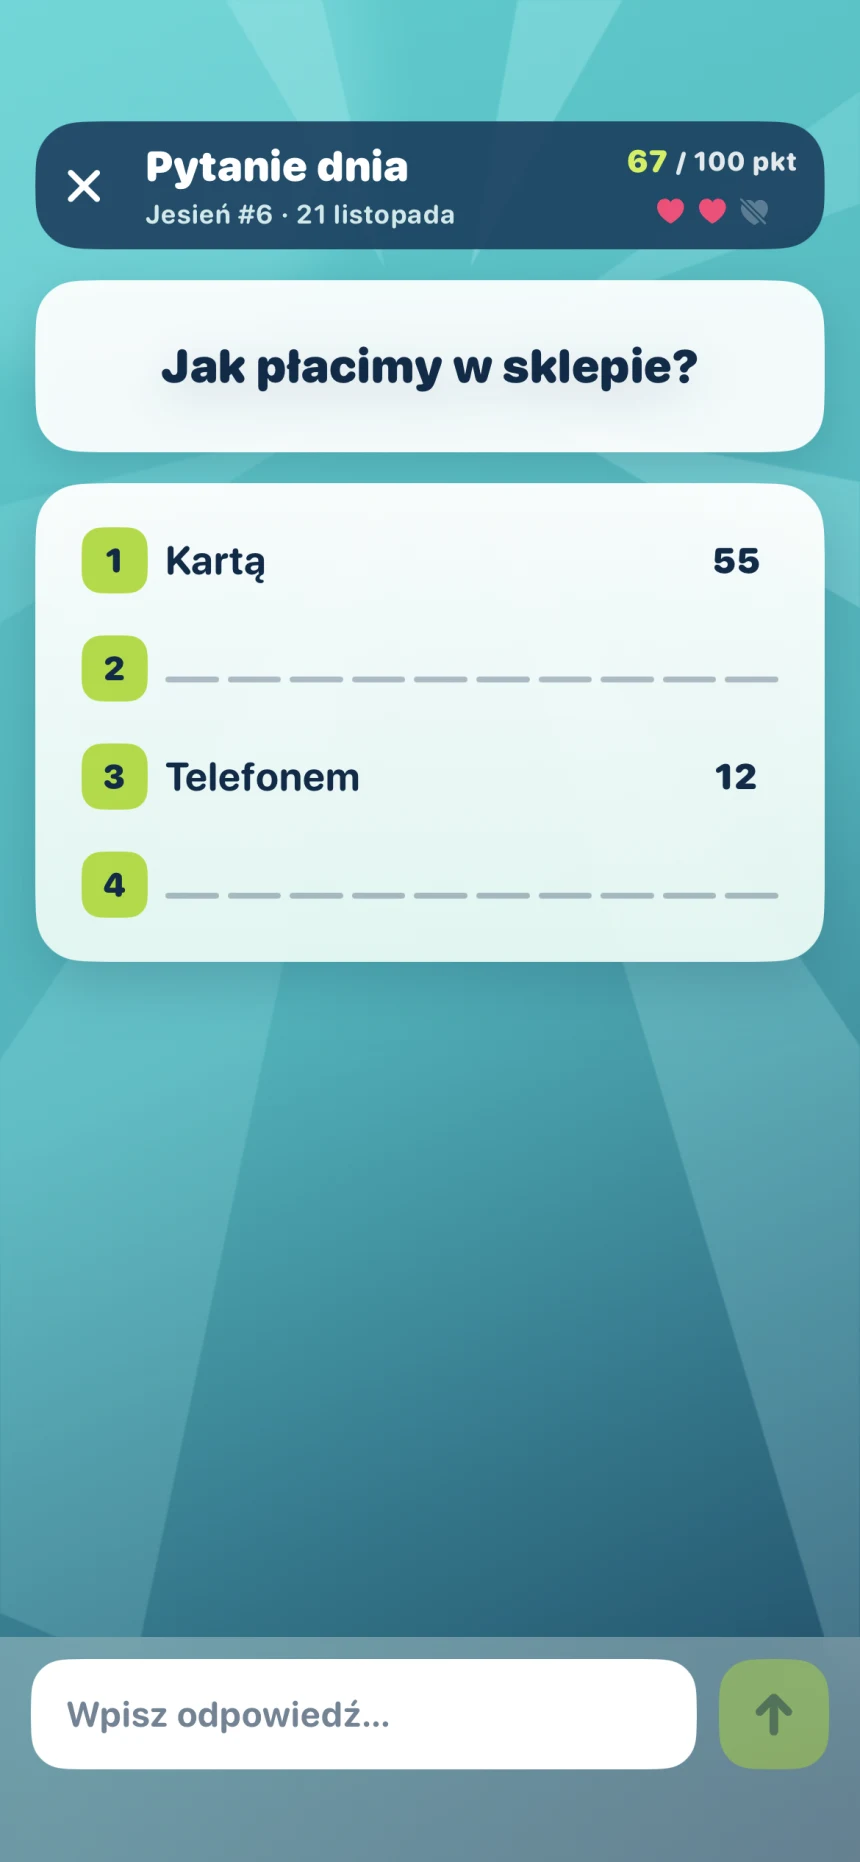 Pytanie dnia
67 / 100 pkt
Jesień #6 · 21 listopada
Jak płacimy w sklepie?
1 Kartą 55
2
3 Telefonem 12
4
Wpisz odpowiedź...